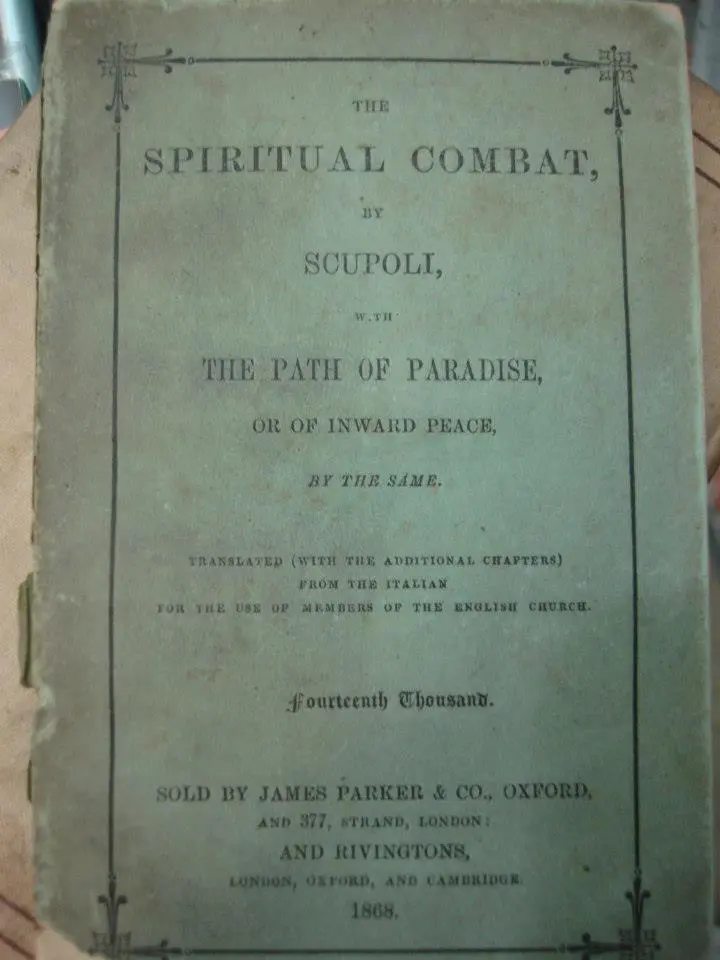 THE
SPIRITUAL COMBAT,
BY
SCUPOLI,
WITH
THE PATH OF PARADISE,
OR OF INWARD PEACE,
BY THE SAME.
TRANSLATED (WITH THE ADDITIONAL CHAPTERS)
FROM THE ITALIAN
FOR THE USE OF MEMBERS OF THE ENGLISH CHURCH.
Fourteenth Thousand.
SOLD BY JAMES PARKER & CO., OXFORD,
AND 377, STRAND, LONDON:
AND RIVINGTONS,
LONDON, OXFORD, AND CAMBRIDGE.
1868.